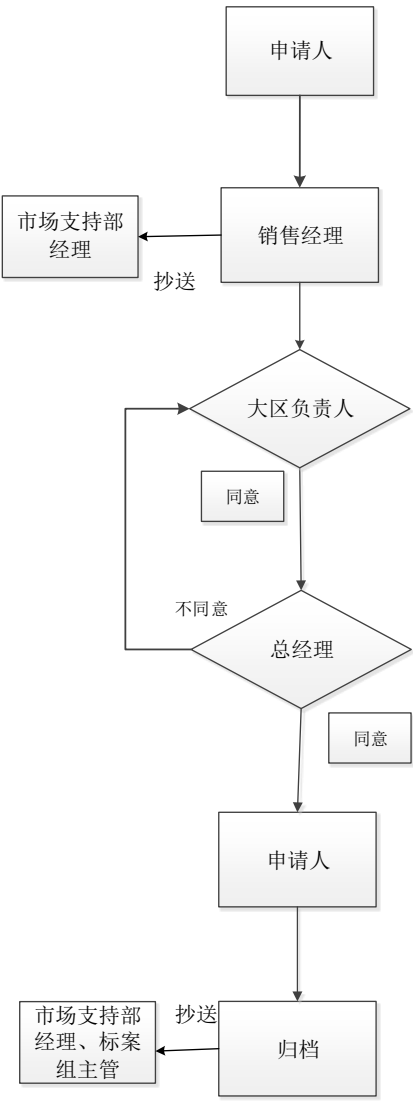 申请人
市场支持部
经理
销售经理
抄送
大区负责人
同意
不同意
总经理
同意
申请人
市场支持部
经理、标案
组主管
抄送
归档